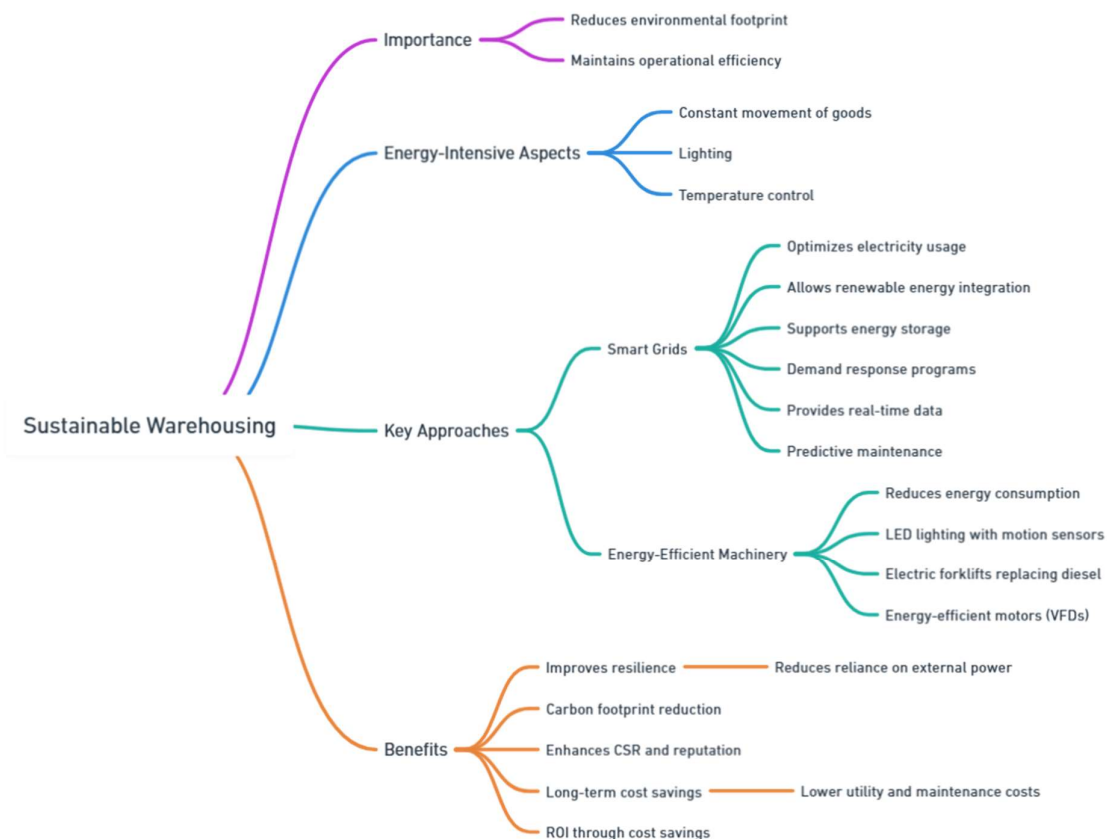 Sustainable Warehousing
Importance
Reduces environmental footprint
Maintains operational efficiency
Energy-Intensive Aspects
Constant movement of goods
Lighting
Temperature control
Key Approaches
Smart Grids
Optimizes electricity usage
Allows renewable energy integration
Supports energy storage
Demand response programs
Provides real-time data
Predictive maintenance
Energy-Efficient Machinery
Reduces energy consumption
LED lighting with motion sensors
Electric forklifts replacing diesel
Energy-efficient motors (VFDs)
Benefits
Improves resilience
Reduces reliance on external power
Carbon footprint reduction
Enhances CSR and reputation
Long-term cost savings
Lower utility and maintenance costs
ROI through cost savings